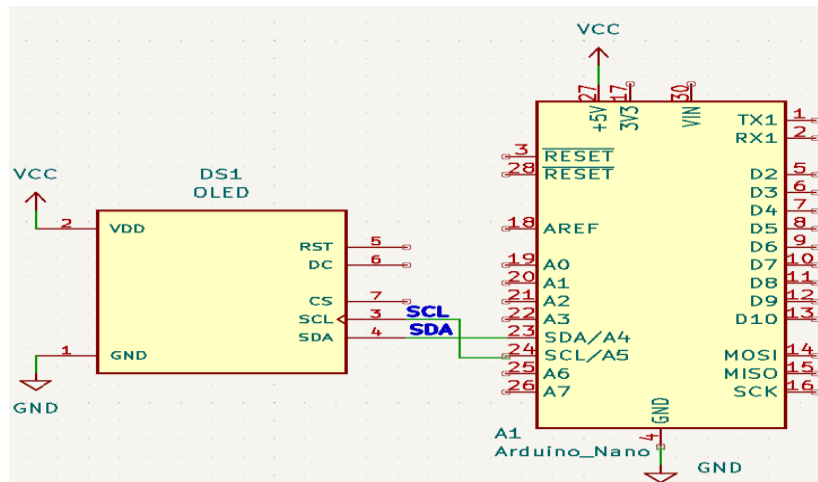 VCC
27
17
30
+5V
3V3
VIN
TX1 1
RX1 2
3 RESET
28 RESET
D2 5
D3 6
D4 7
18 AREF
D5 8
D6 9
19 A0
D7 10
20 A1
D8 11
21 A2
D9 12
22 A3
D10 13
23 SDA/A4
24 SCL/A5
MOSI 14
25 A6
MISO 15
26 A7
SCK 16
GND
4
A1
Arduino_Nano
GND
VCC
DS1
OLED
2 VDD
RST 5
DC 6
CS 7
SCL 3 SCL
SDA 4 SDA
1 GND
GND